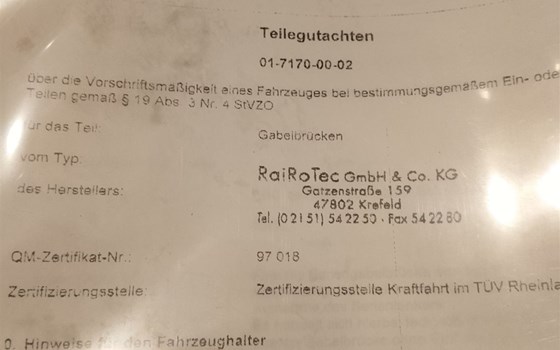 Teilegutachten
01-7170-00-02
über die Vorschriftsmäßigkeit eines Fahrzeuges bei bestimmungsgemäßem Ein- ode
Teilen gemäß § 19 Abs. 3 Nr. 4 StVZO
ür das Teil: Gabelbrücken
vom Typ:
des Herstellers: RaiRoTec GmbH & Co. KG
Gatzenstraße 159
47802 Krefeld
Tel. (0 21 51) 54 22 50 · Fax 54 22 80
QM-Zertifikat-Nr.: 97 018
Zertifizierungsstelle: Zertifizierungsstelle Kraftfahrt im TÜV Rheinla
0. Hinweise für den Fahrzeughalter